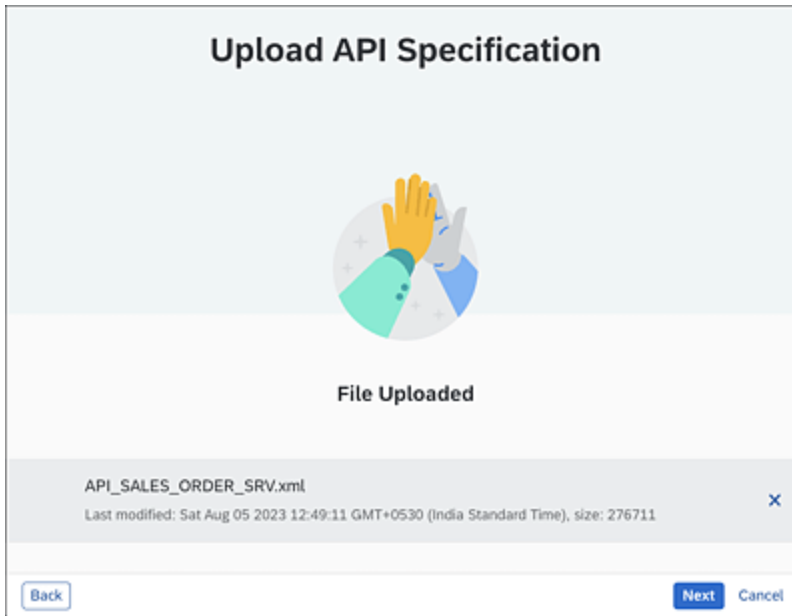 Upload API Specification
File Uploaded
API_SALES_ORDER_SRV.xml
Last modified: Sat Aug 05 2023 12:49:11 GMT+0530 (India Standard Time), size: 276711
Back
Next
Cancel